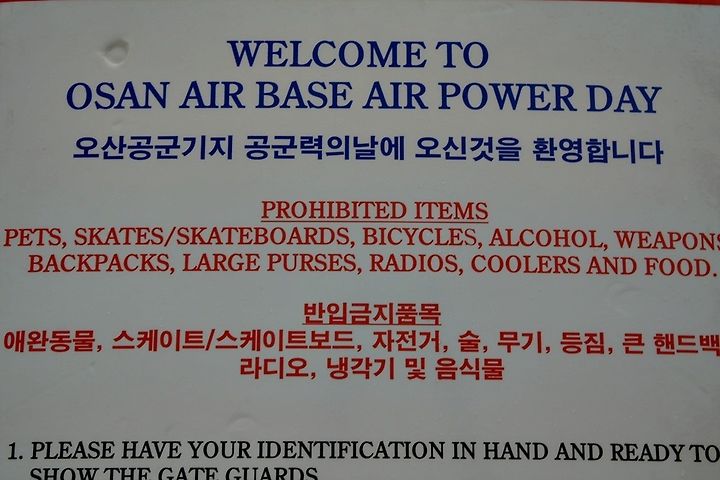 WELCOME TO
OSAN AIR BASE AIR POWER DAY
오산공군기지 공군력의날에 오신것을 환영합니다
PROHIBITED ITEMS
PETS, SKATES/SKATEBOARDS, BICYCLES, ALCOHOL, WEAPONS
BACKPACKS, LARGE PURSES, RADIOS, COOLERS AND FOOD.
반입금지품목
애완동물, 스케이트/스케이트보드, 자전거, 술, 무기, 등짐, 큰 핸드백
라디오, 냉각기 및 음식물
1. PLEASE HAVE YOUR IDENTIFICATION IN HAND AND READY TO
SHOW THE GATE GUARDS